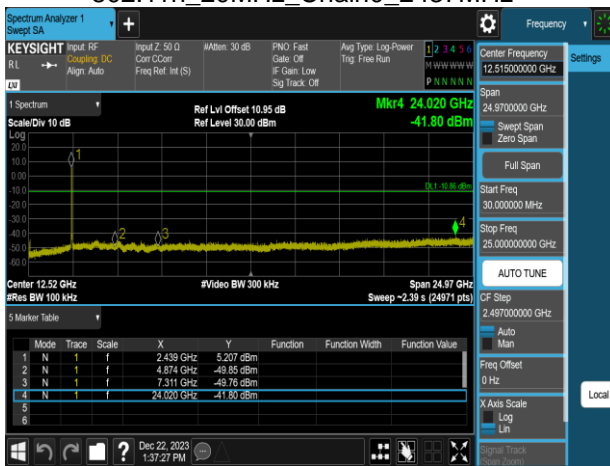 Spectrum Analyzer 1
Swept SA
+
Frequency
KEYSIGHT
RL
LXI
Input: RF
Coupling: DC
Align: Auto
Input Z: 50 Ω
Corr CCorr
Freq Ref: Int (S)
#Atten: 30 dB
PNO: Fast
Gate: Off
IF Gain: Low
Sig Track: Off
Avg Type: Log-Power
Trig: Free Run
1 2 3 4 5 6
M W W W W W
P N N N N N
1 Spectrum
Scale/Div 10 dB
Ref Lvl Offset 10.95 dB
Ref Level 30.00 dBm
Mkr4 24.020 GHz
-41.80 dBm
Log
20.0
10.0
0.00
-10.0
-20.0
-30.0
-40.0
-50.0
-60.0
1
2
3
4
DL1 -10.86 dBm
Center 12.52 GHz
#Res BW 100 kHz
#Video BW 300 kHz
Span 24.97 GHz
Sweep ~2.39 s (24971 pts)
5 Marker Table
Mode Trace Scale X Y Function Function Width Function Value
1 N 1 f 2.439 GHz 5.207 dBm
2 N 1 f 4.874 GHz -49.85 dBm
3 N 1 f 7.311 GHz -49.76 dBm
4 N 1 f 24.020 GHz -41.80 dBm
5
6
?
Dec 22, 2023
1:37:27 PM
Center Frequency
12.515000000 GHz
Settings
Span
24.9700000 GHz
Swept Span
Zero Span
Full Span
Start Freq
30.000000 MHz
Stop Freq
25.000000000 GHz
AUTO TUNE
CF Step
2.497000000 GHz
Auto
Man
Freq Offset
0 Hz
X Axis Scale
Log
Lin
Local
Signal Track
(Span Zoom)